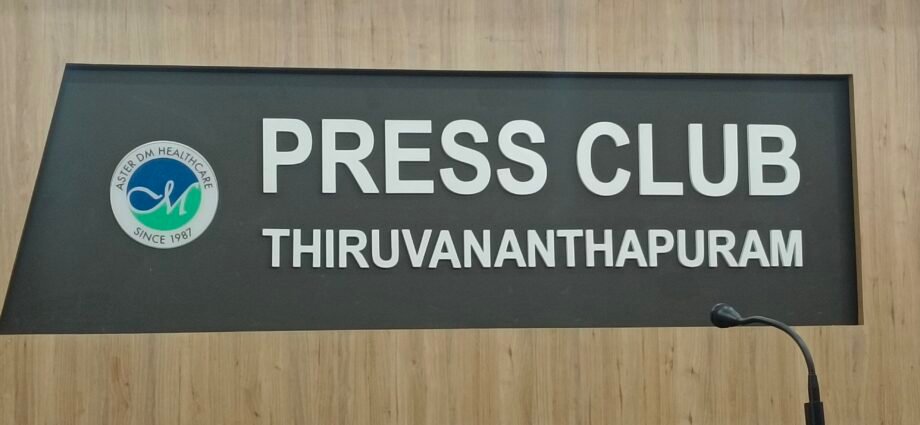 ASTER DM HEALTHCARE
M
SINCE 1987
PRESS CLUB
THIRUVANANTHAPURAM